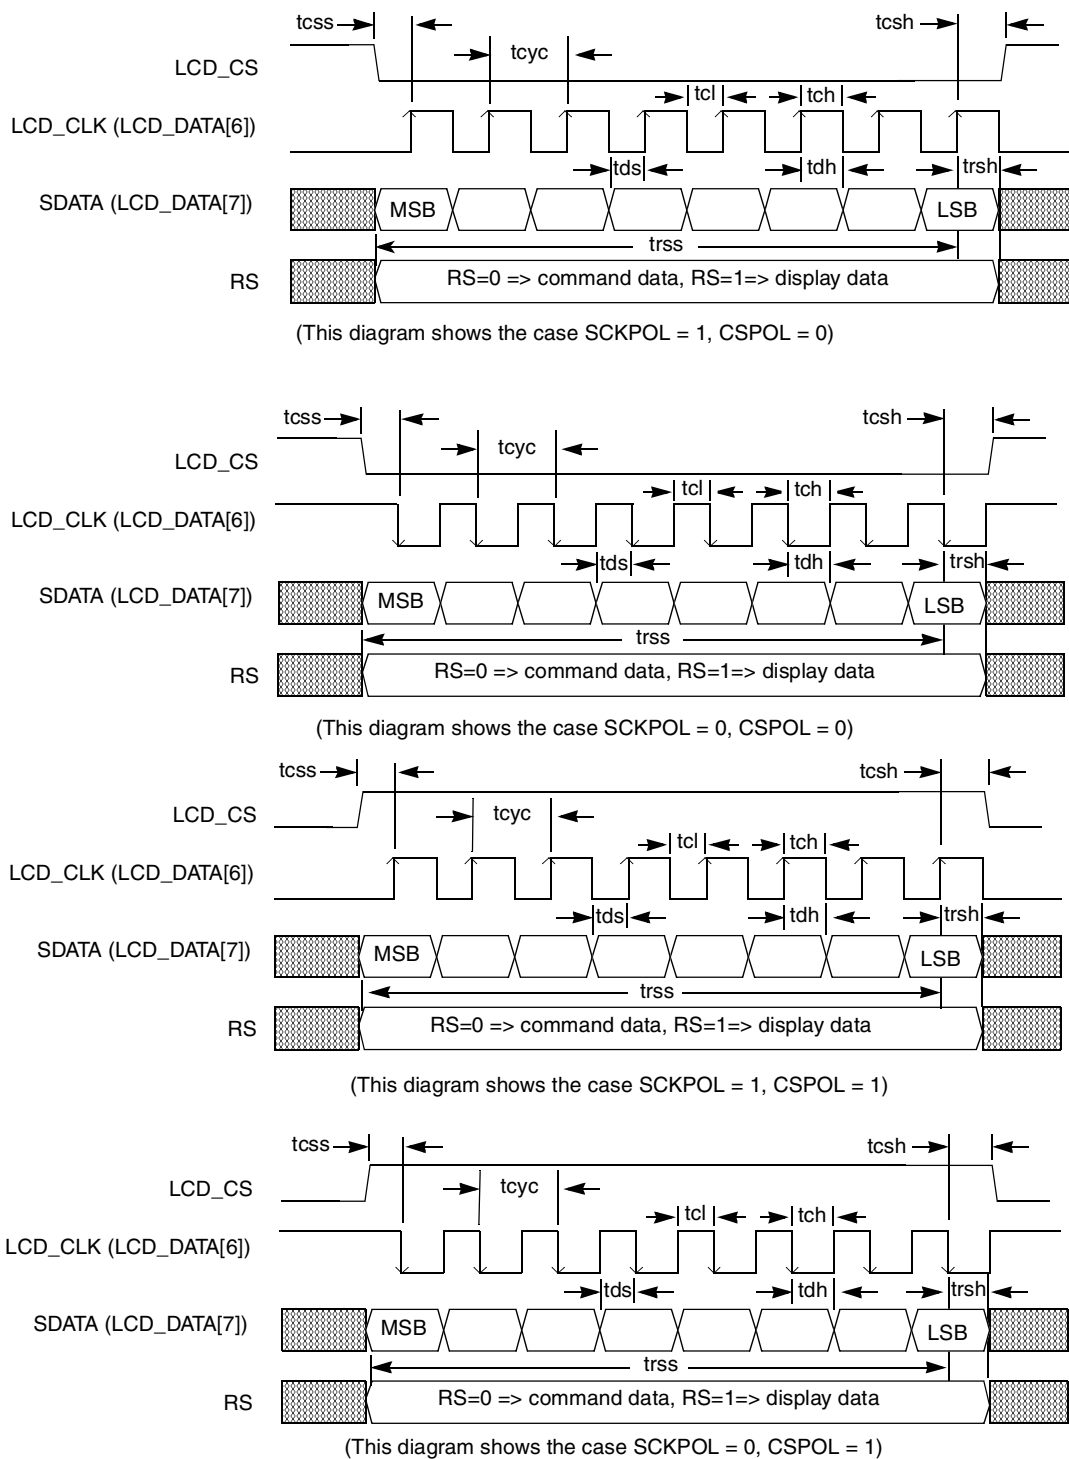 tcss
tcsh
LCD_CS
tcyc
tcl
tch
LCD_CLK (LCD_DATA[6])
tds
tdh
trsh
SDATA (LCD_DATA[7])
MSB
LSB
trss
RS
RS=0 => command data, RS=1=> display data
(This diagram shows the case SCKPOL = 1, CSPOL = 0)
tcss
tcsh
LCD_CS
tcyc
tcl
tch
LCD_CLK (LCD_DATA[6])
tds
tdh
trsh
SDATA (LCD_DATA[7])
MSB
LSB
trss
RS
RS=0 => command data, RS=1=> display data
(This diagram shows the case SCKPOL = 0, CSPOL = 0)
tcss
tcsh
LCD_CS
tcyc
tcl
tch
LCD_CLK (LCD_DATA[6])
tds
tdh
trsh
SDATA (LCD_DATA[7])
MSB
LSB
trss
RS
RS=0 => command data, RS=1=> display data
(This diagram shows the case SCKPOL = 1, CSPOL = 1)
tcss
tcsh
LCD_CS
tcyc
tcl
tch
LCD_CLK (LCD_DATA[6])
tds
tdh
trsh
SDATA (LCD_DATA[7])
MSB
LSB
trss
RS
RS=0 => command data, RS=1=> display data
(This diagram shows the case SCKPOL = 0, CSPOL = 1)